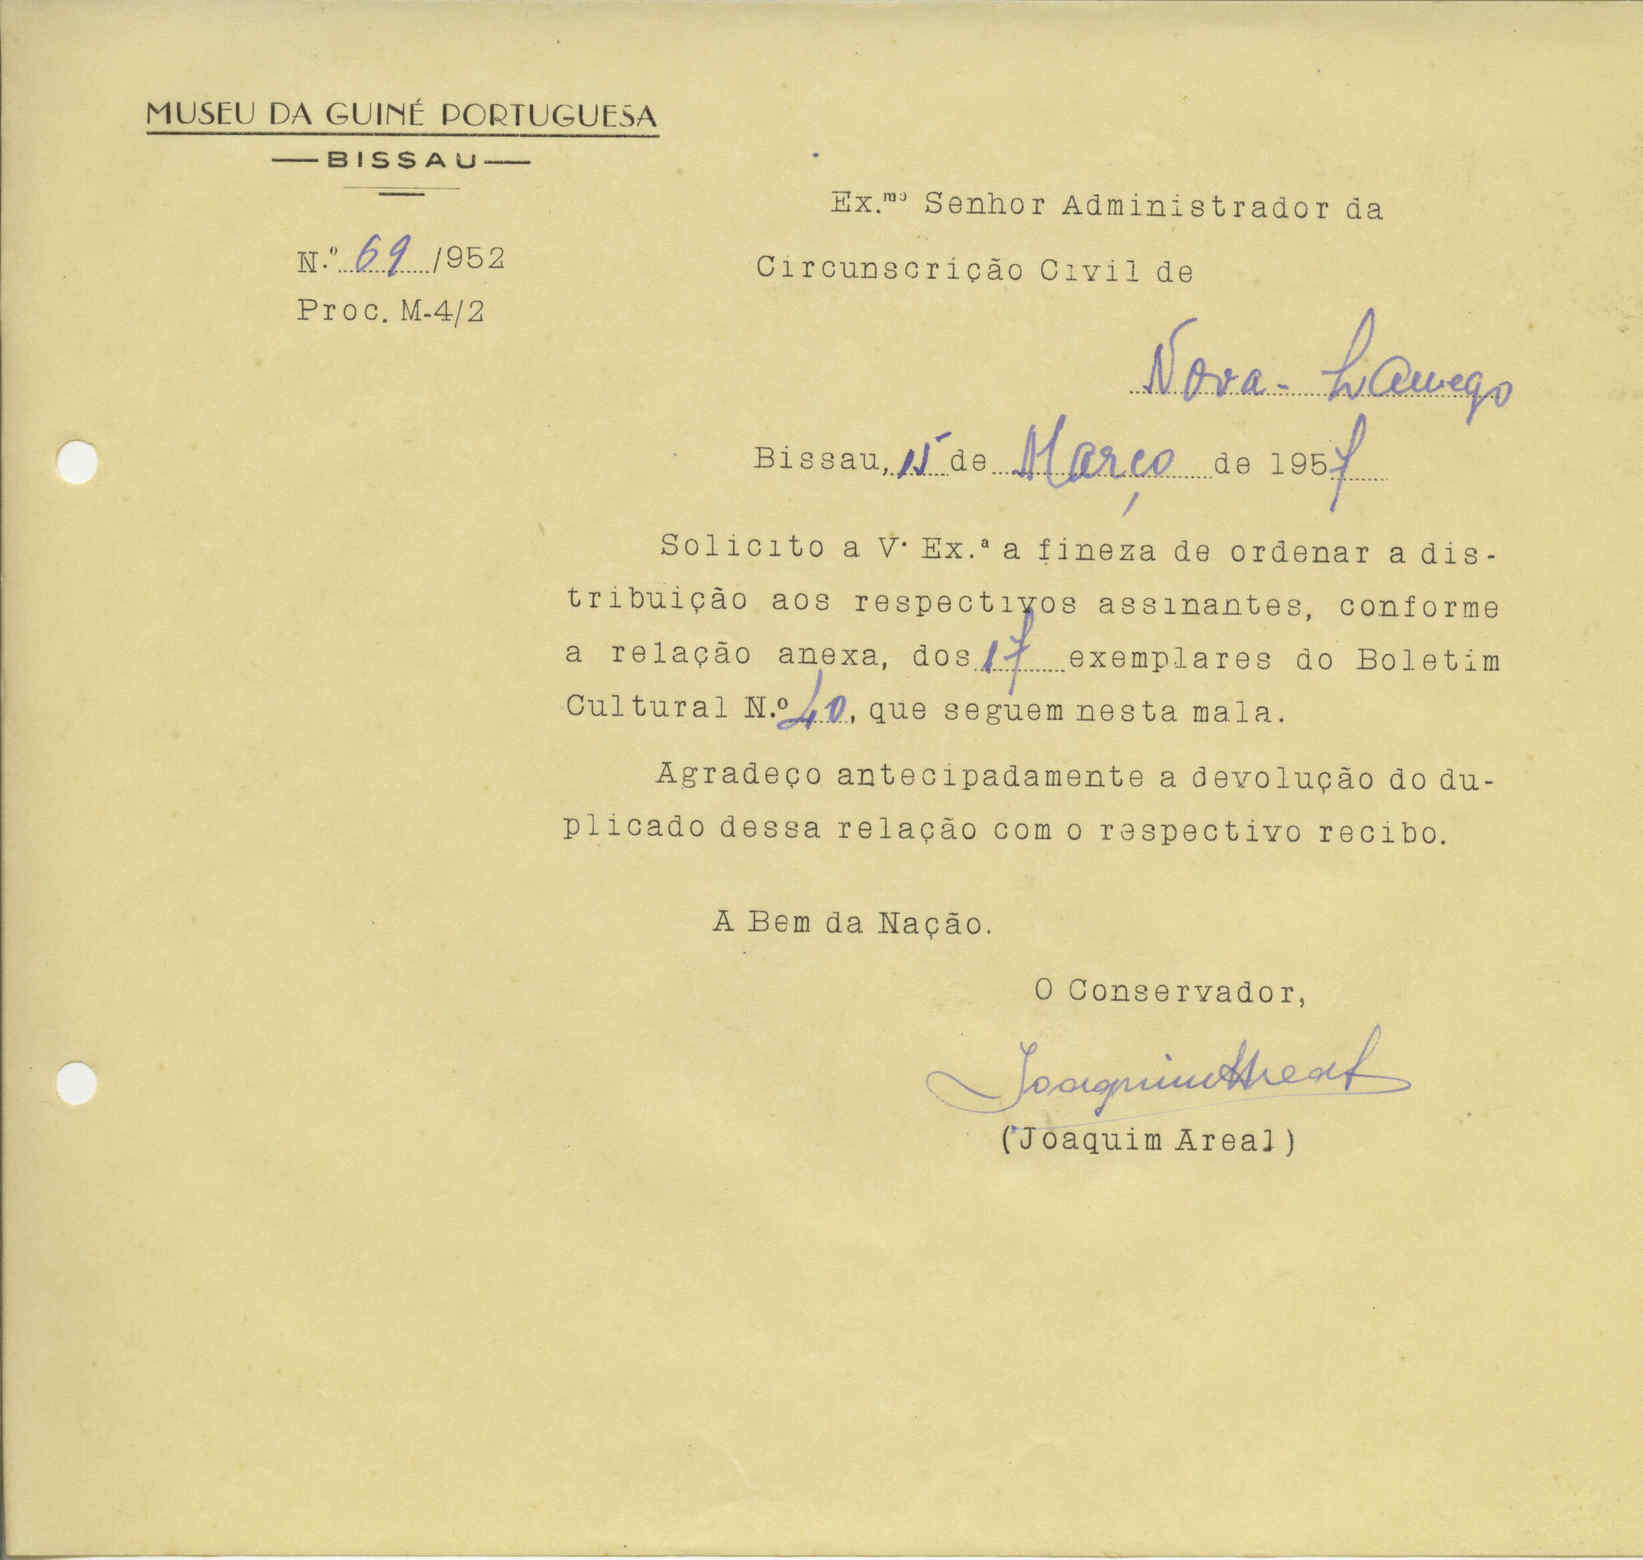 MUSEU DA GUINÉ PORTUGUESA
BISSAU
N.º 69/952
Proc. M-4/2
Ex.mo Senhor Administrador da
Circunscrição Civil de
Nova-Lamego
Bissau, 15 de Março de 1957
Solicito a V. Ex.ª a fineza de ordenar a dis-
tribuição aos respectivos assinantes, conforme
a relação anexa, dos 17 exemplares do Boletim
Cultural N.º 40, que seguem nesta mala.
Agradeço antecipadamente a devolução do du-
plicado dessa relação com o respectivo recibo.
A Bem da Nação.
O Conservador,
Joaquim Areal
(Joaquim Areal)